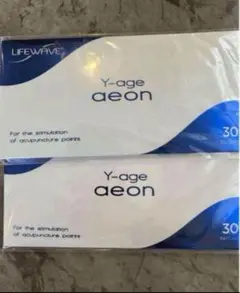 LIFEWAVE
Y-age
aeon
For the stimulation
of acupuncture points
30
Y-age
aeon
For the stimulation
of acupuncture points
30